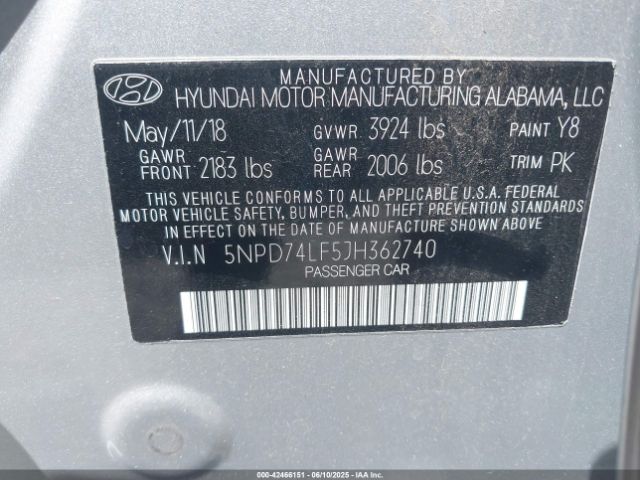 MANUFACTURED BY
HYUNDAI MOTOR MANUFACTURING ALABAMA, LLC
May/11/18 GVWR 3924 lbs PAINT Y8
GAWR FRONT 2183 lbs GAWR REAR 2006 lbs TRIM PK
THIS VEHICLE CONFORMS TO ALL APPLICABLE U.S.A. FEDERAL
MOTOR VEHICLE SAFETY, BUMPER, AND THEFT PREVENTION STANDARDS
IN EFFECT ON THE DATE OF MANUFACTURE SHOWN ABOVE
V.I.N 5NPD74LF5JH362740
PASSENGER CAR
000-42466151 - 06/10/2025 - IAAI.COM